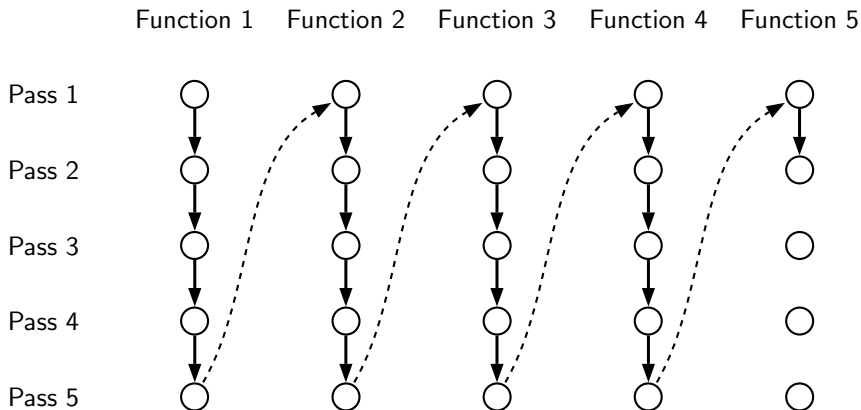 Function 1 Function 2 Function 3 Function 4 Function 5
Pass 1
Pass 2
Pass 3
Pass 4
Pass 5